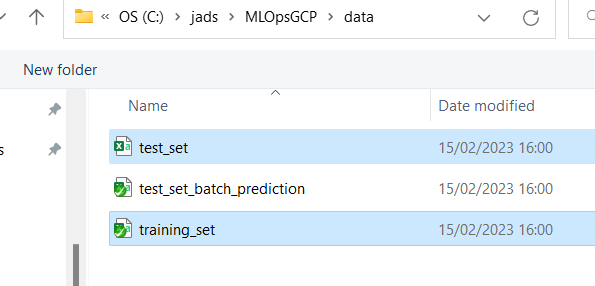 « OS (C:) > jads > MLOpsGCP > data
New folder
Name Date modified
s
test_set 15/02/2023 16:00
test_set_batch_prediction 15/02/2023 16:00
training_set 15/02/2023 16:00